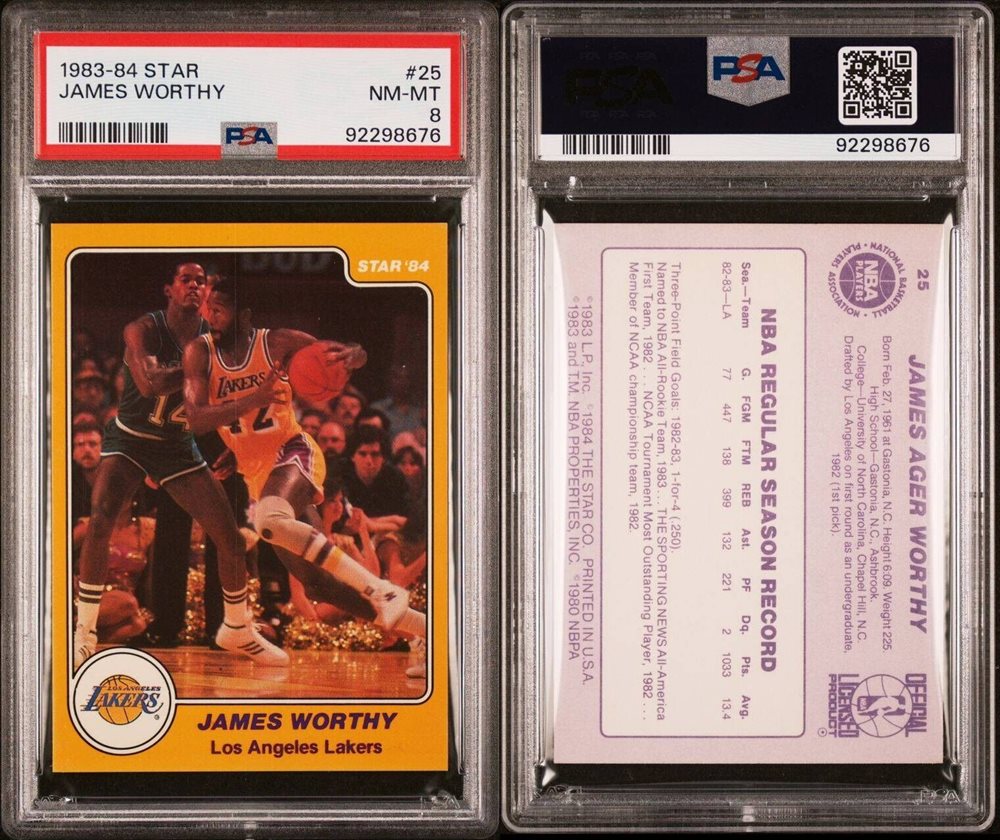 1983-84 STAR #25
JAMES WORTHY NM-MT
8
PSA 92298676
STAR '84
LAKERS
42
14
LOS ANGELES
LAKERS
JAMES WORTHY
Los Angeles Lakers
PSA
PSA
92298676
25
NATIONAL BASKETBALL
PLAYERS ASSOCIATION
NBA
PLAYERS
JAMES AGER WORTHY
Born Feb. 27, 1961 at Gastonia, N.C. Height 6:09. Weight 225.
High School—Gastonia, N.C., Ashbrook.
College—University of North Carolina, Chapel Hill, N.C.
Drafted by Los Angeles on first round as an undergraduate,
1982 (1st pick).
OFFICIAL
LICENSED
PRODUCT
NBA REGULAR SEASON RECORD
Sea.—Team G. FGM FTM REB Ast. PF Dq. Pts. Avg.
82-83—LA 77 447 138 399 132 221 2 1033 13.4
Three-Point Field Goals: 1982-83, 1-for-4 (.250).
Named to NBA All-Rookie Team, 1983 . . . THE SPORTING NEWS All-America
First Team, 1982 . . . NCAA Tournament Most Outstanding Player, 1982 . . .
Member of NCAA championship team, 1982.
©1983 L.P., Inc. ©1984 THE STAR CO., PRINTED IN U.S.A.
©1983 and T.M. NBA PROPERTIES, INC. ©1980 NBPA